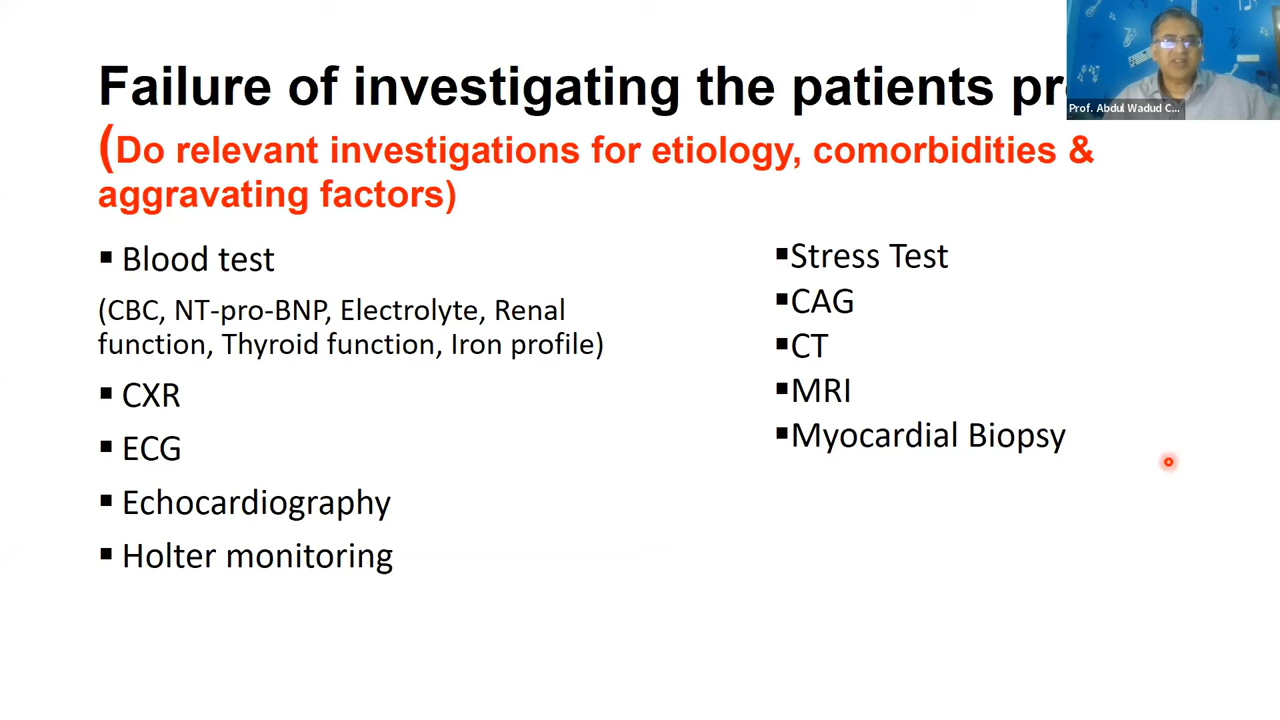 Failure of investigating the patients pr
(Do relevant investigations for etiology, comorbidities &
aggravating factors)
▪ Blood test
(CBC, NT-pro-BNP, Electrolyte, Renal
function, Thyroid function, Iron profile)
▪ CXR
▪ ECG
▪ Echocardiography
▪ Holter monitoring
▪Stress Test
▪CAG
▪CT
▪MRI
▪Myocardial Biopsy
Prof. Abdul Wadud C...